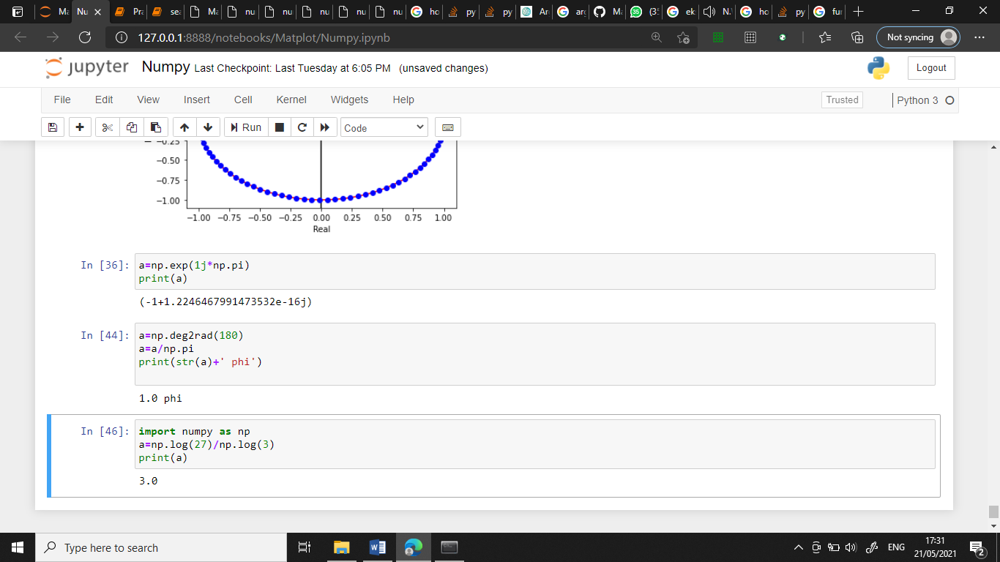 Ma
Nu
Pra
sea
Ma
nu
nu
nu
nu
nu
ho
py
py
Ar
arg
Ma
(35
ek
N.
ho
py
fur
127.0.0.1:8888/notebooks/Matplot/Numpy.ipynb
Not syncing
jupyter Numpy Last Checkpoint: Last Tuesday at 6:05 PM (unsaved changes)
Logout
File Edit View Insert Cell Kernel Widgets Help
Trusted
Python 3
Run
Code
−0.25
−0.50
−0.75
−1.00
−1.00 −0.75 −0.50 −0.25 0.00 0.25 0.50 0.75 1.00
Real
In [36]: a=np.exp(1j*np.pi)
print(a)
(-1+1.2246467991473532e-16j)
In [44]: a=np.deg2rad(180)
a=a/np.pi
print(str(a)+' phi')
1.0 phi
In [46]: import numpy as np
a=np.log(27)/np.log(3)
print(a)
3.0
Type here to search
ENG
17:31
21/05/2021
2